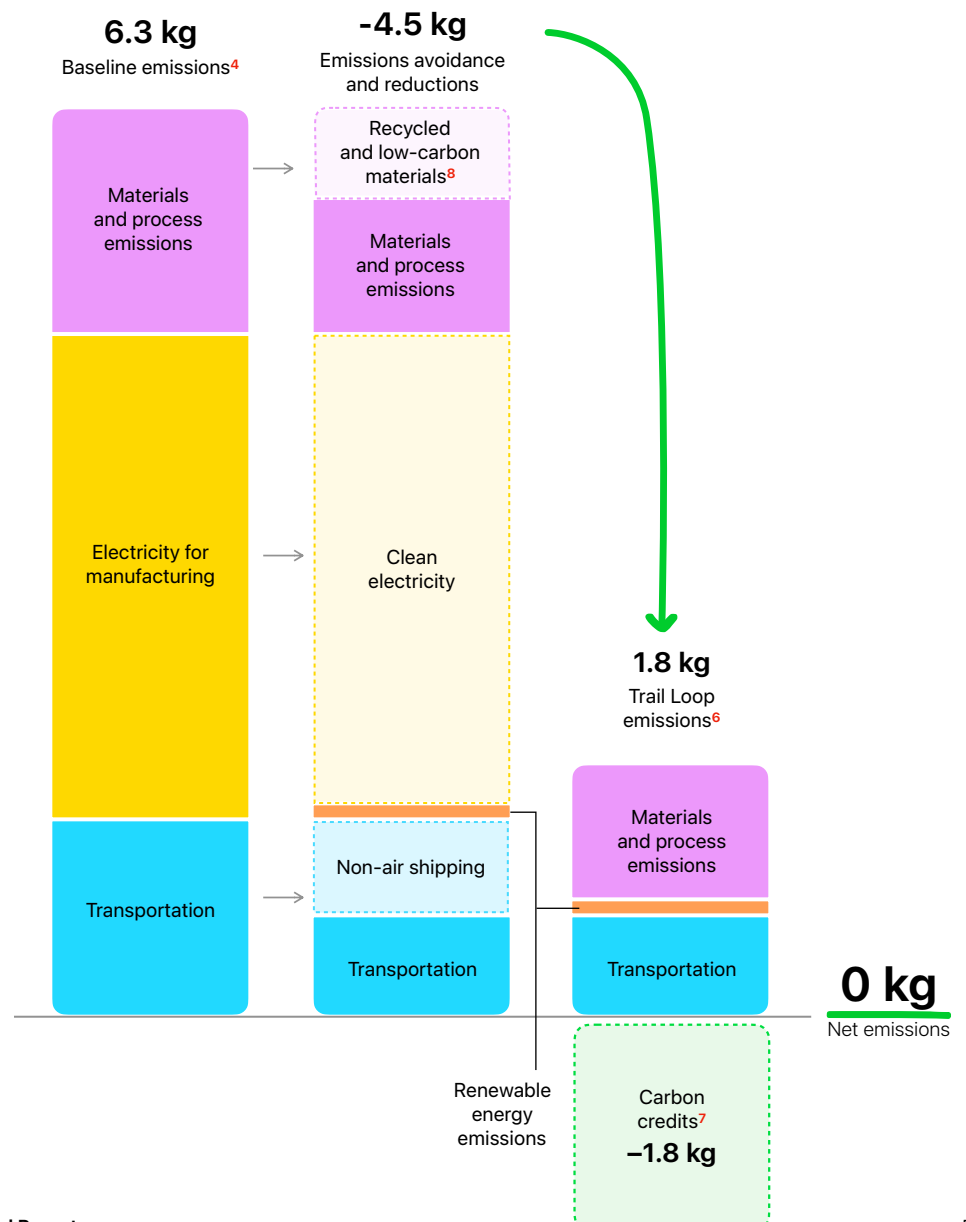 6.3 kg
Baseline emissions4
-4.5 kg
Emissions avoidance
and reductions
Materials
and process
emissions
Recycled
and low-carbon
materials8
Materials
and process
emissions
Electricity for
manufacturing
Clean
electricity
1.8 kg
Trail Loop
emissions6
Materials
and process
emissions
Transportation
Non-air shipping
Transportation
Transportation
0 kg
Net emissions
Renewable
energy
emissions
Carbon
credits7
–1.8 kg